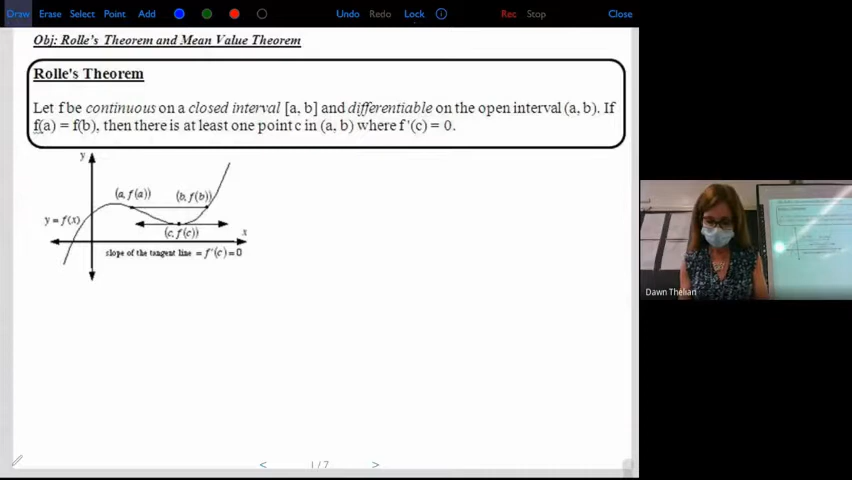 Draw Erase Select Point Add Undo Redo Lock Rec Stop Close
Obj: Rolle's Theorem and Mean Value Theorem
Rolle's Theorem
Let f be continuous on a closed interval [a, b] and differentiable on the open interval (a, b). If
f(a) = f(b), then there is at least one point c in (a, b) where f '(c) = 0.
y
(a, f(a)) (b, f(b))
y = f(x)
(c, f(c)) x
slope of the tangent line = f'(c)=0
Dawn Thelian
< 1/7 >